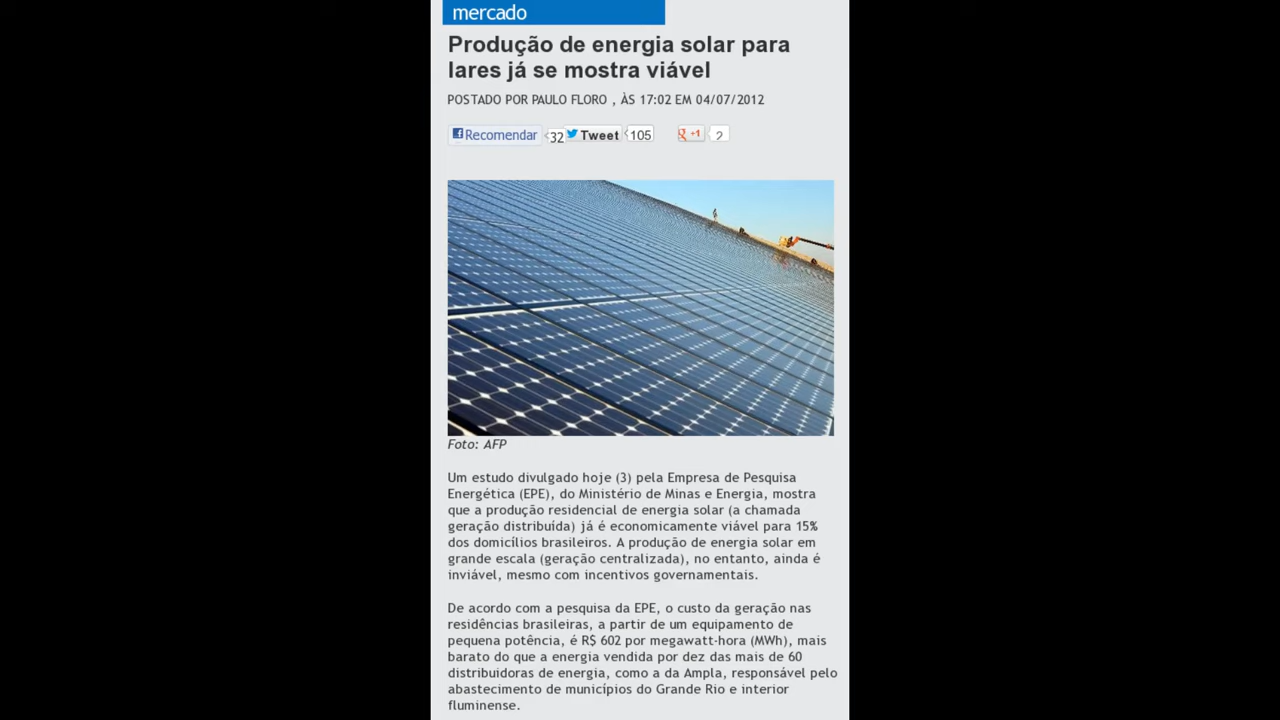 mercado
Produção de energia solar para
lares já se mostra viável
POSTADO POR PAULO FLORO , ÀS 17:02 EM 04/07/2012
Recomendar 32 Tweet 105 +1 2
Foto: AFP
Um estudo divulgado hoje (3) pela Empresa de Pesquisa
Energética (EPE), do Ministério de Minas e Energia, mostra
que a produção residencial de energia solar (a chamada
geração distribuída) já é economicamente viável para 15%
dos domicílios brasileiros. A produção de energia solar em
grande escala (geração centralizada), no entanto, ainda é
inviável, mesmo com incentivos governamentais.
De acordo com a pesquisa da EPE, o custo da geração nas
residências brasileiras, a partir de um equipamento de
pequena potência, é R$ 602 por megawatt-hora (MWh), mais
barato do que a energia vendida por dez das mais de 60
distribuidoras de energia, como a da Ampla, responsável pelo
abastecimento de municípios do Grande Rio e interior
fluminense.